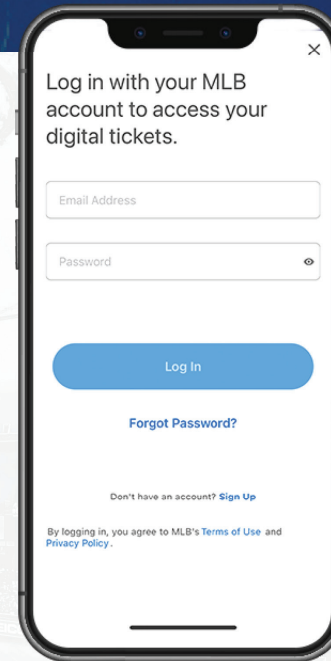 Log in with your MLB
account to access your
digital tickets.
Email Address
Password
Log In
Forgot Password?
Don't have an account? Sign Up
By logging in, you agree to MLB's Terms of Use and
Privacy Policy.